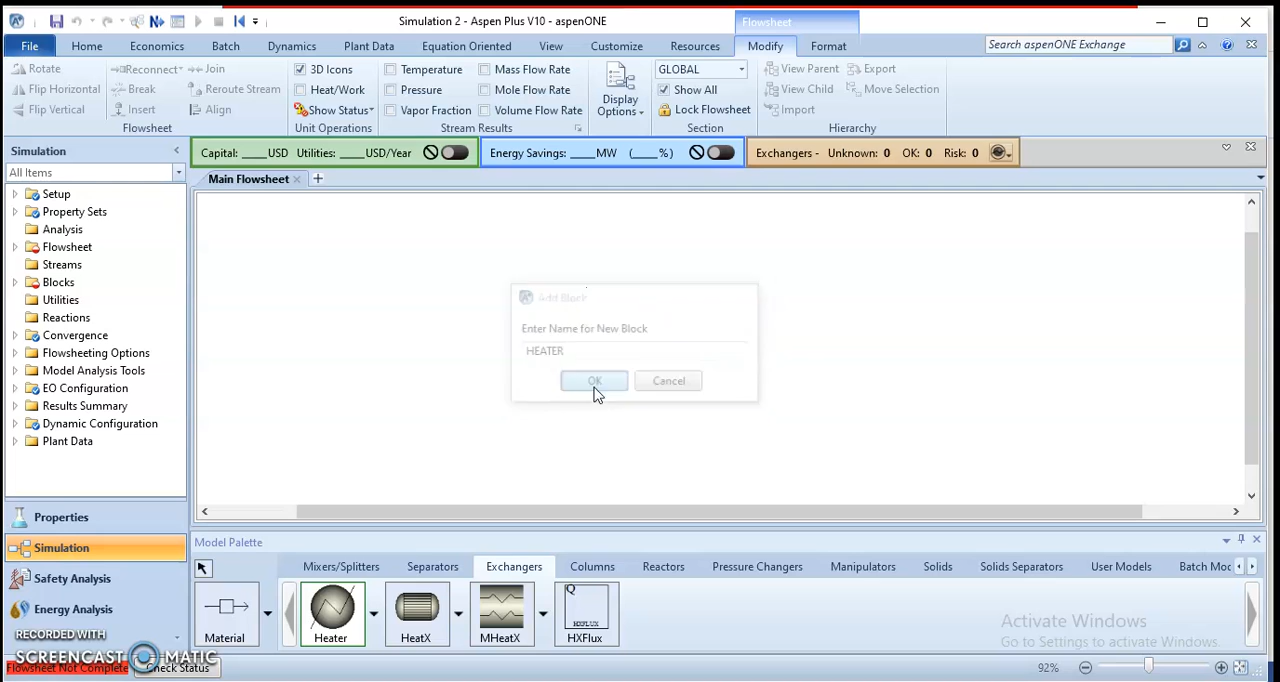 Simulation 2 - Aspen Plus V10 - aspenONE
Flowsheet
File Home Economics Batch Dynamics Plant Data Equation Oriented View Customize Resources Modify Format
Search aspenONE Exchange
Rotate
Flip Horizontal
Flip Vertical
Reconnect Join
Break Reroute Stream
Insert Align
Flowsheet
3D Icons
Heat/Work
Show Status
Unit Operations
Temperature Mass Flow Rate
Pressure Mole Flow Rate
Vapor Fraction Volume Flow Rate
Stream Results
Display
Options
GLOBAL
Show All
Lock Flowsheet
Section
View Parent Export
View Child Move Selection
Import
Hierarchy
Capital: ____USD Utilities: ____USD/Year
Energy Savings: ____MW (____%)
Exchangers - Unknown: 0 OK: 0 Risk: 0
Simulation
All Items
Main Flowsheet
Setup
Property Sets
Analysis
Flowsheet
Streams
Blocks
Utilities
Reactions
Convergence
Flowsheeting Options
Model Analysis Tools
EO Configuration
Results Summary
Dynamic Configuration
Plant Data
Add Block
Enter Name for New Block
HEATER
OK Cancel
Properties
Simulation
Safety Analysis
Energy Analysis
Model Palette
Mixers/Splitters Separators Exchangers Columns Reactors Pressure Changers Manipulators Solids Solids Separators User Models Batch Moc
Material
Heater
HeatX
MHeatX
Q
HXFLUX
HXFlux
Activate Windows
Go to Settings to activate Windows.
RECORDED WITH
SCREENCAST MATIC
Flowsheet Not Complete Check Status
92%